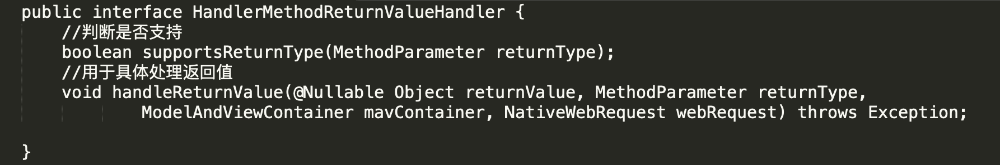 public interface HandlerMethodReturnValueHandler {
    //判断是否支持
    boolean supportsReturnType(MethodParameter returnType);
    //用于具体处理返回值
    void handleReturnValue(@Nullable Object returnValue, MethodParameter returnType,
            ModelAndViewContainer mavContainer, NativeWebRequest webRequest) throws Exception;

}